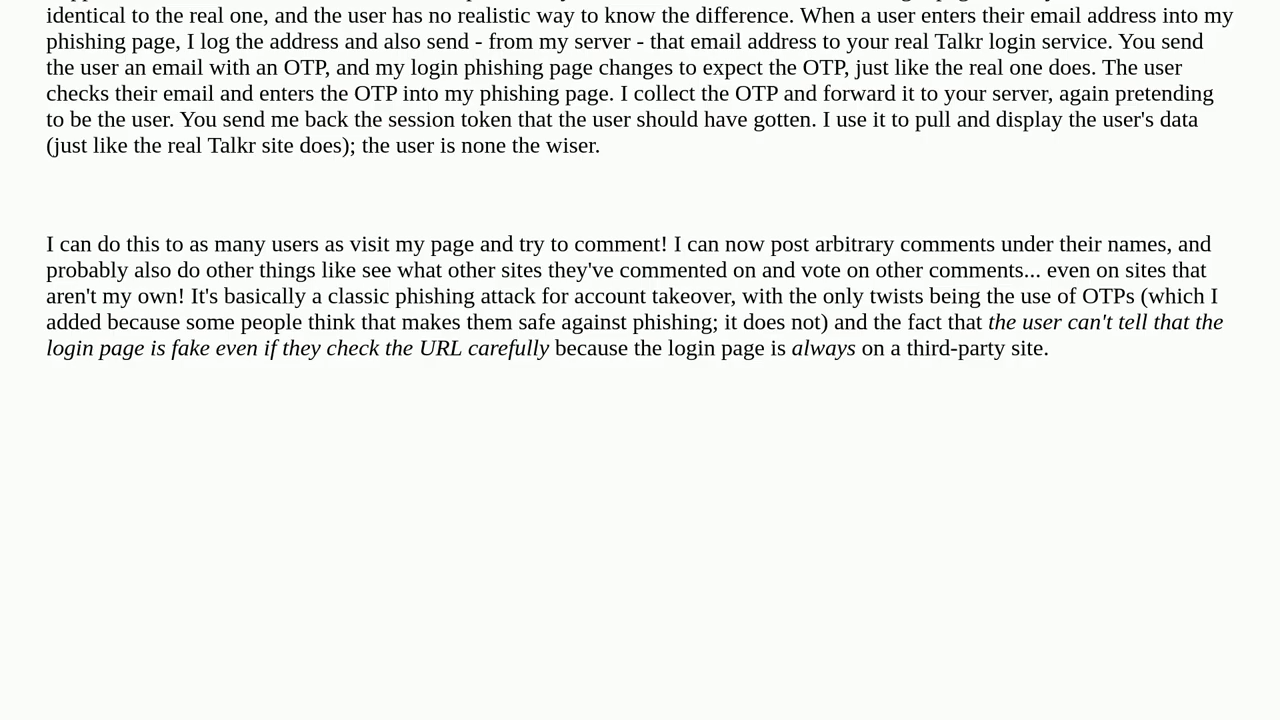 identical to the real one, and the user has no realistic way to know the difference. When a user enters their email address into my
phishing page, I log the address and also send - from my server - that email address to your real Talkr login service. You send
the user an email with an OTP, and my login phishing page changes to expect the OTP, just like the real one does. The user
checks their email and enters the OTP into my phishing page. I collect the OTP and forward it to your server, again pretending
to be the user. You send me back the session token that the user should have gotten. I use it to pull and display the user's data
(just like the real Talkr site does); the user is none the wiser.
I can do this to as many users as visit my page and try to comment! I can now post arbitrary comments under their names, and
probably also do other things like see what other sites they've commented on and vote on other comments... even on sites that
aren't my own! It's basically a classic phishing attack for account takeover, with the only twists being the use of OTPs (which I
added because some people think that makes them safe against phishing; it does not) and the fact that the user can't tell that the
login page is fake even if they check the URL carefully because the login page is always on a third-party site.